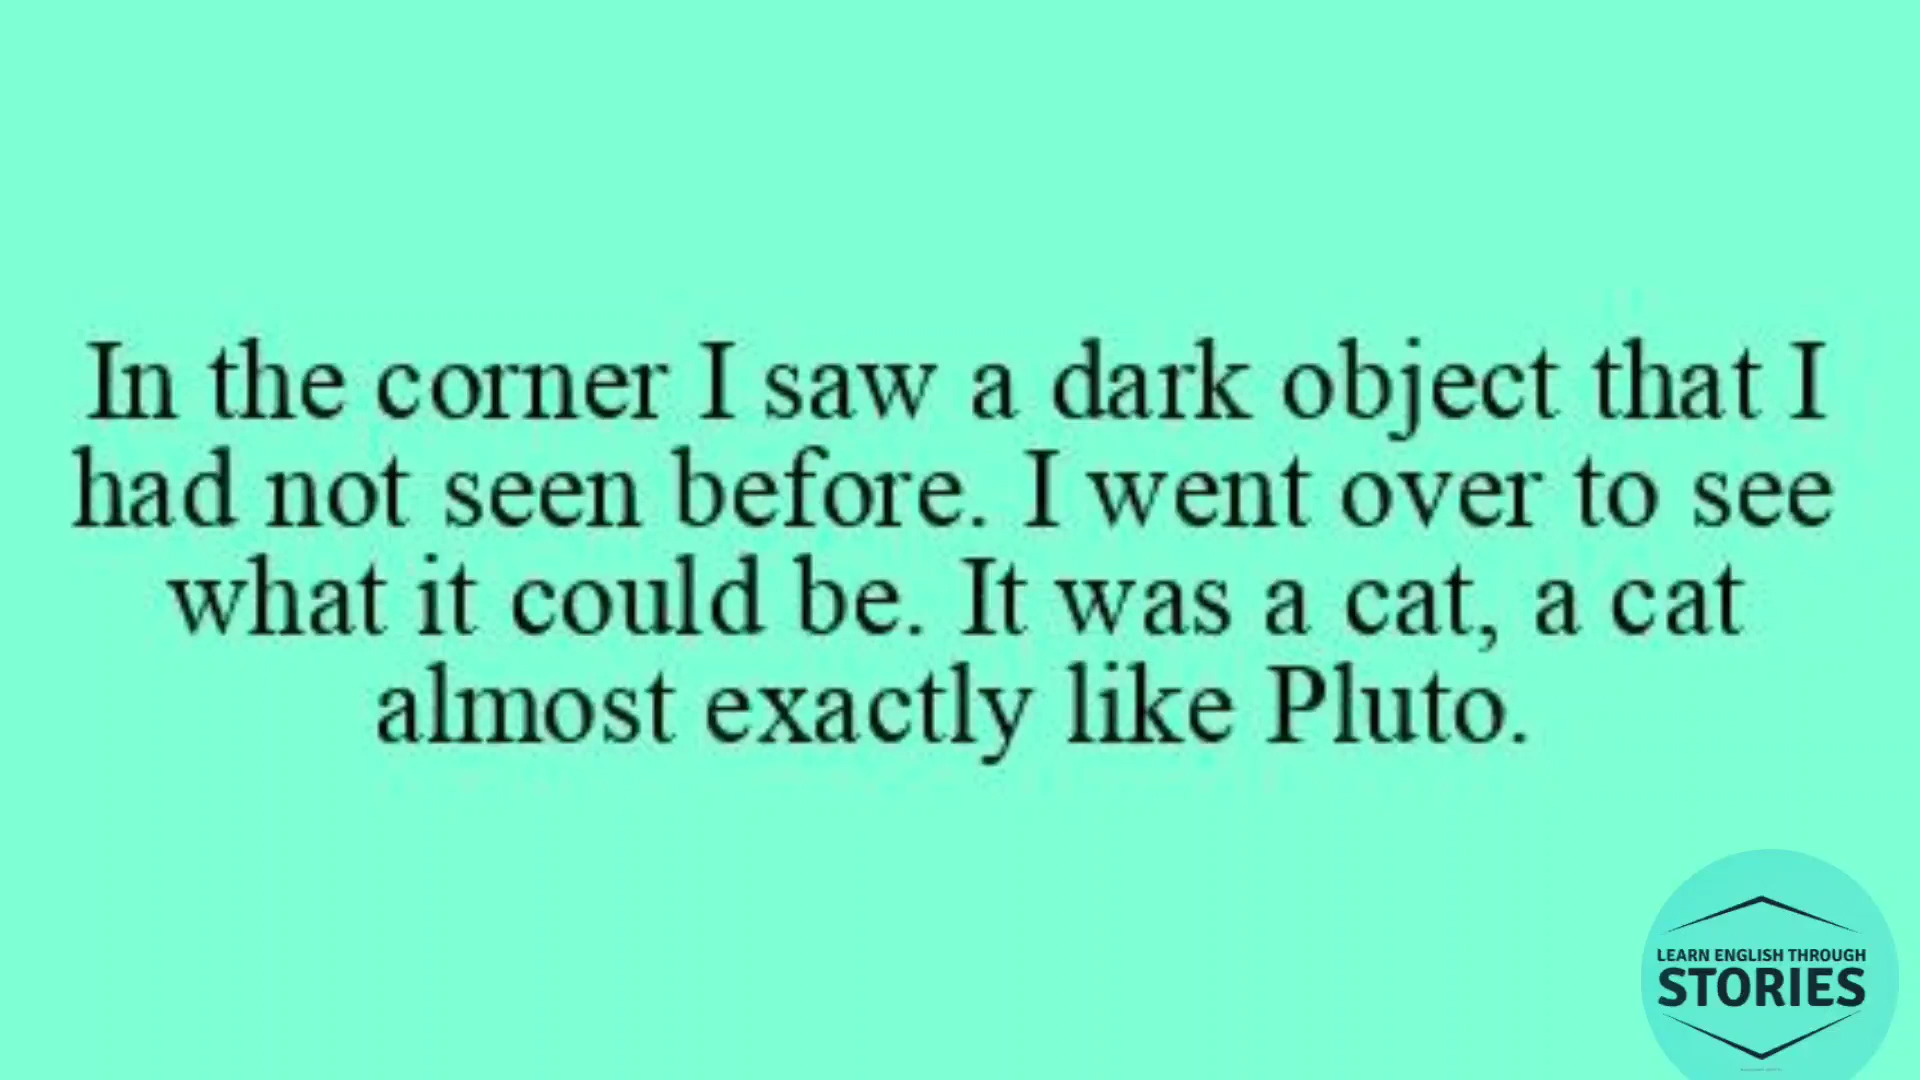 In the corner I saw a dark object that I
had not seen before. I went over to see
what it could be. It was a cat, a cat
almost exactly like Pluto.
LEARN ENGLISH THROUGH
STORIES